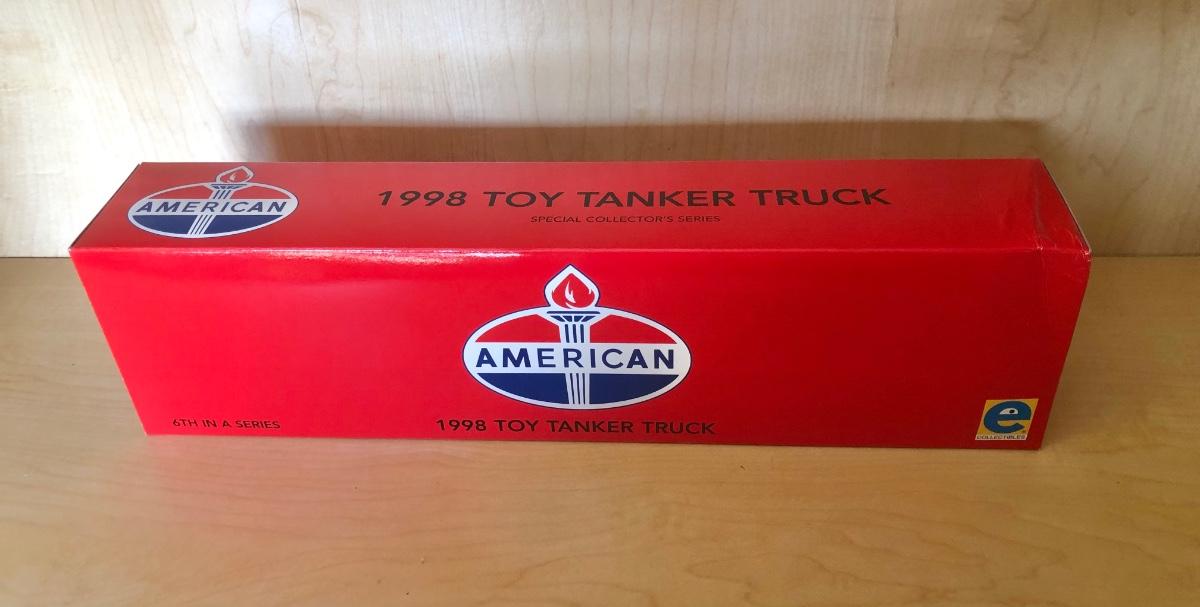 AMERICAN
1998 TOY TANKER TRUCK
SPECIAL COLLECTOR'S SERIES
AMERICAN
6TH IN A SERIES
1998 TOY TANKER TRUCK
e
COLLECTIBLES